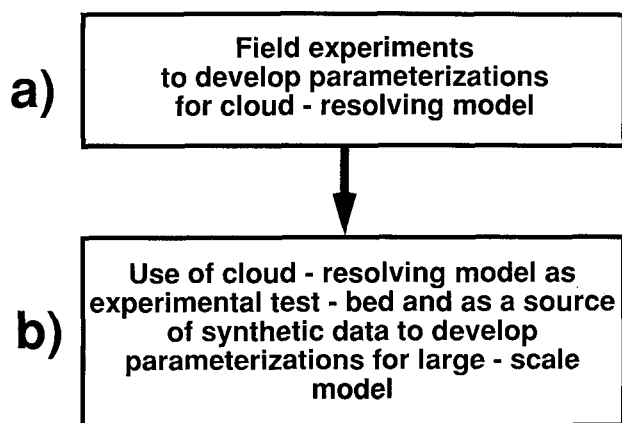 a)
Field experiments
to develop parameterizations
for cloud - resolving model
b)
Use of cloud - resolving model as
experimental test - bed and as a source
of synthetic data to develop
parameterizations for large - scale
model